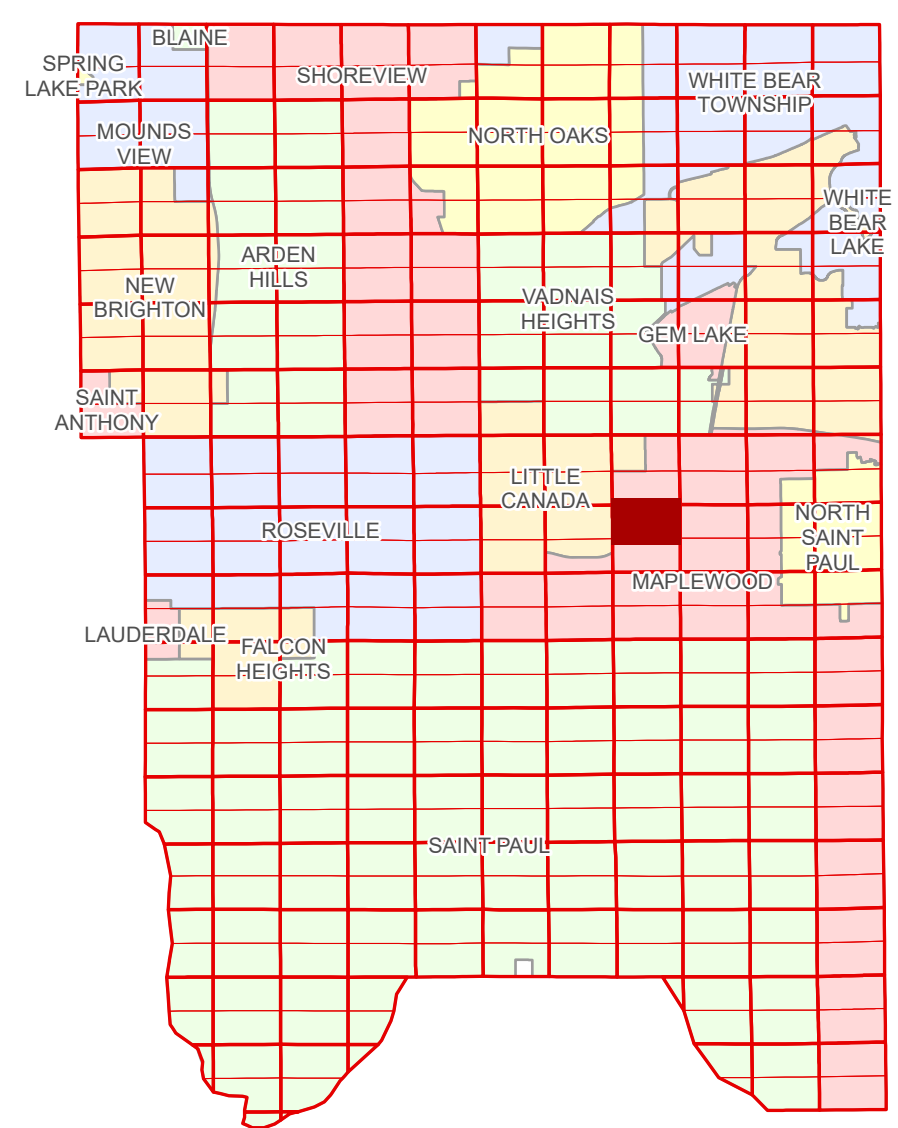 BLAINE
SPRING
LAKE PARK
SHOREVIEW
WHITE BEAR
TOWNSHIP
MOUNDS
VIEW
NORTH OAKS
WHITE
BEAR
LAKE
ARDEN
HILLS
NEW
BRIGHTON
VADNAIS
HEIGHTS
GEM LAKE
SAINT
ANTHONY
LITTLE
CANADA
ROSEVILLE
NORTH
SAINT
PAUL
MAPLEWOOD
LAUDERDALE
FALCON
HEIGHTS
SAINT PAUL